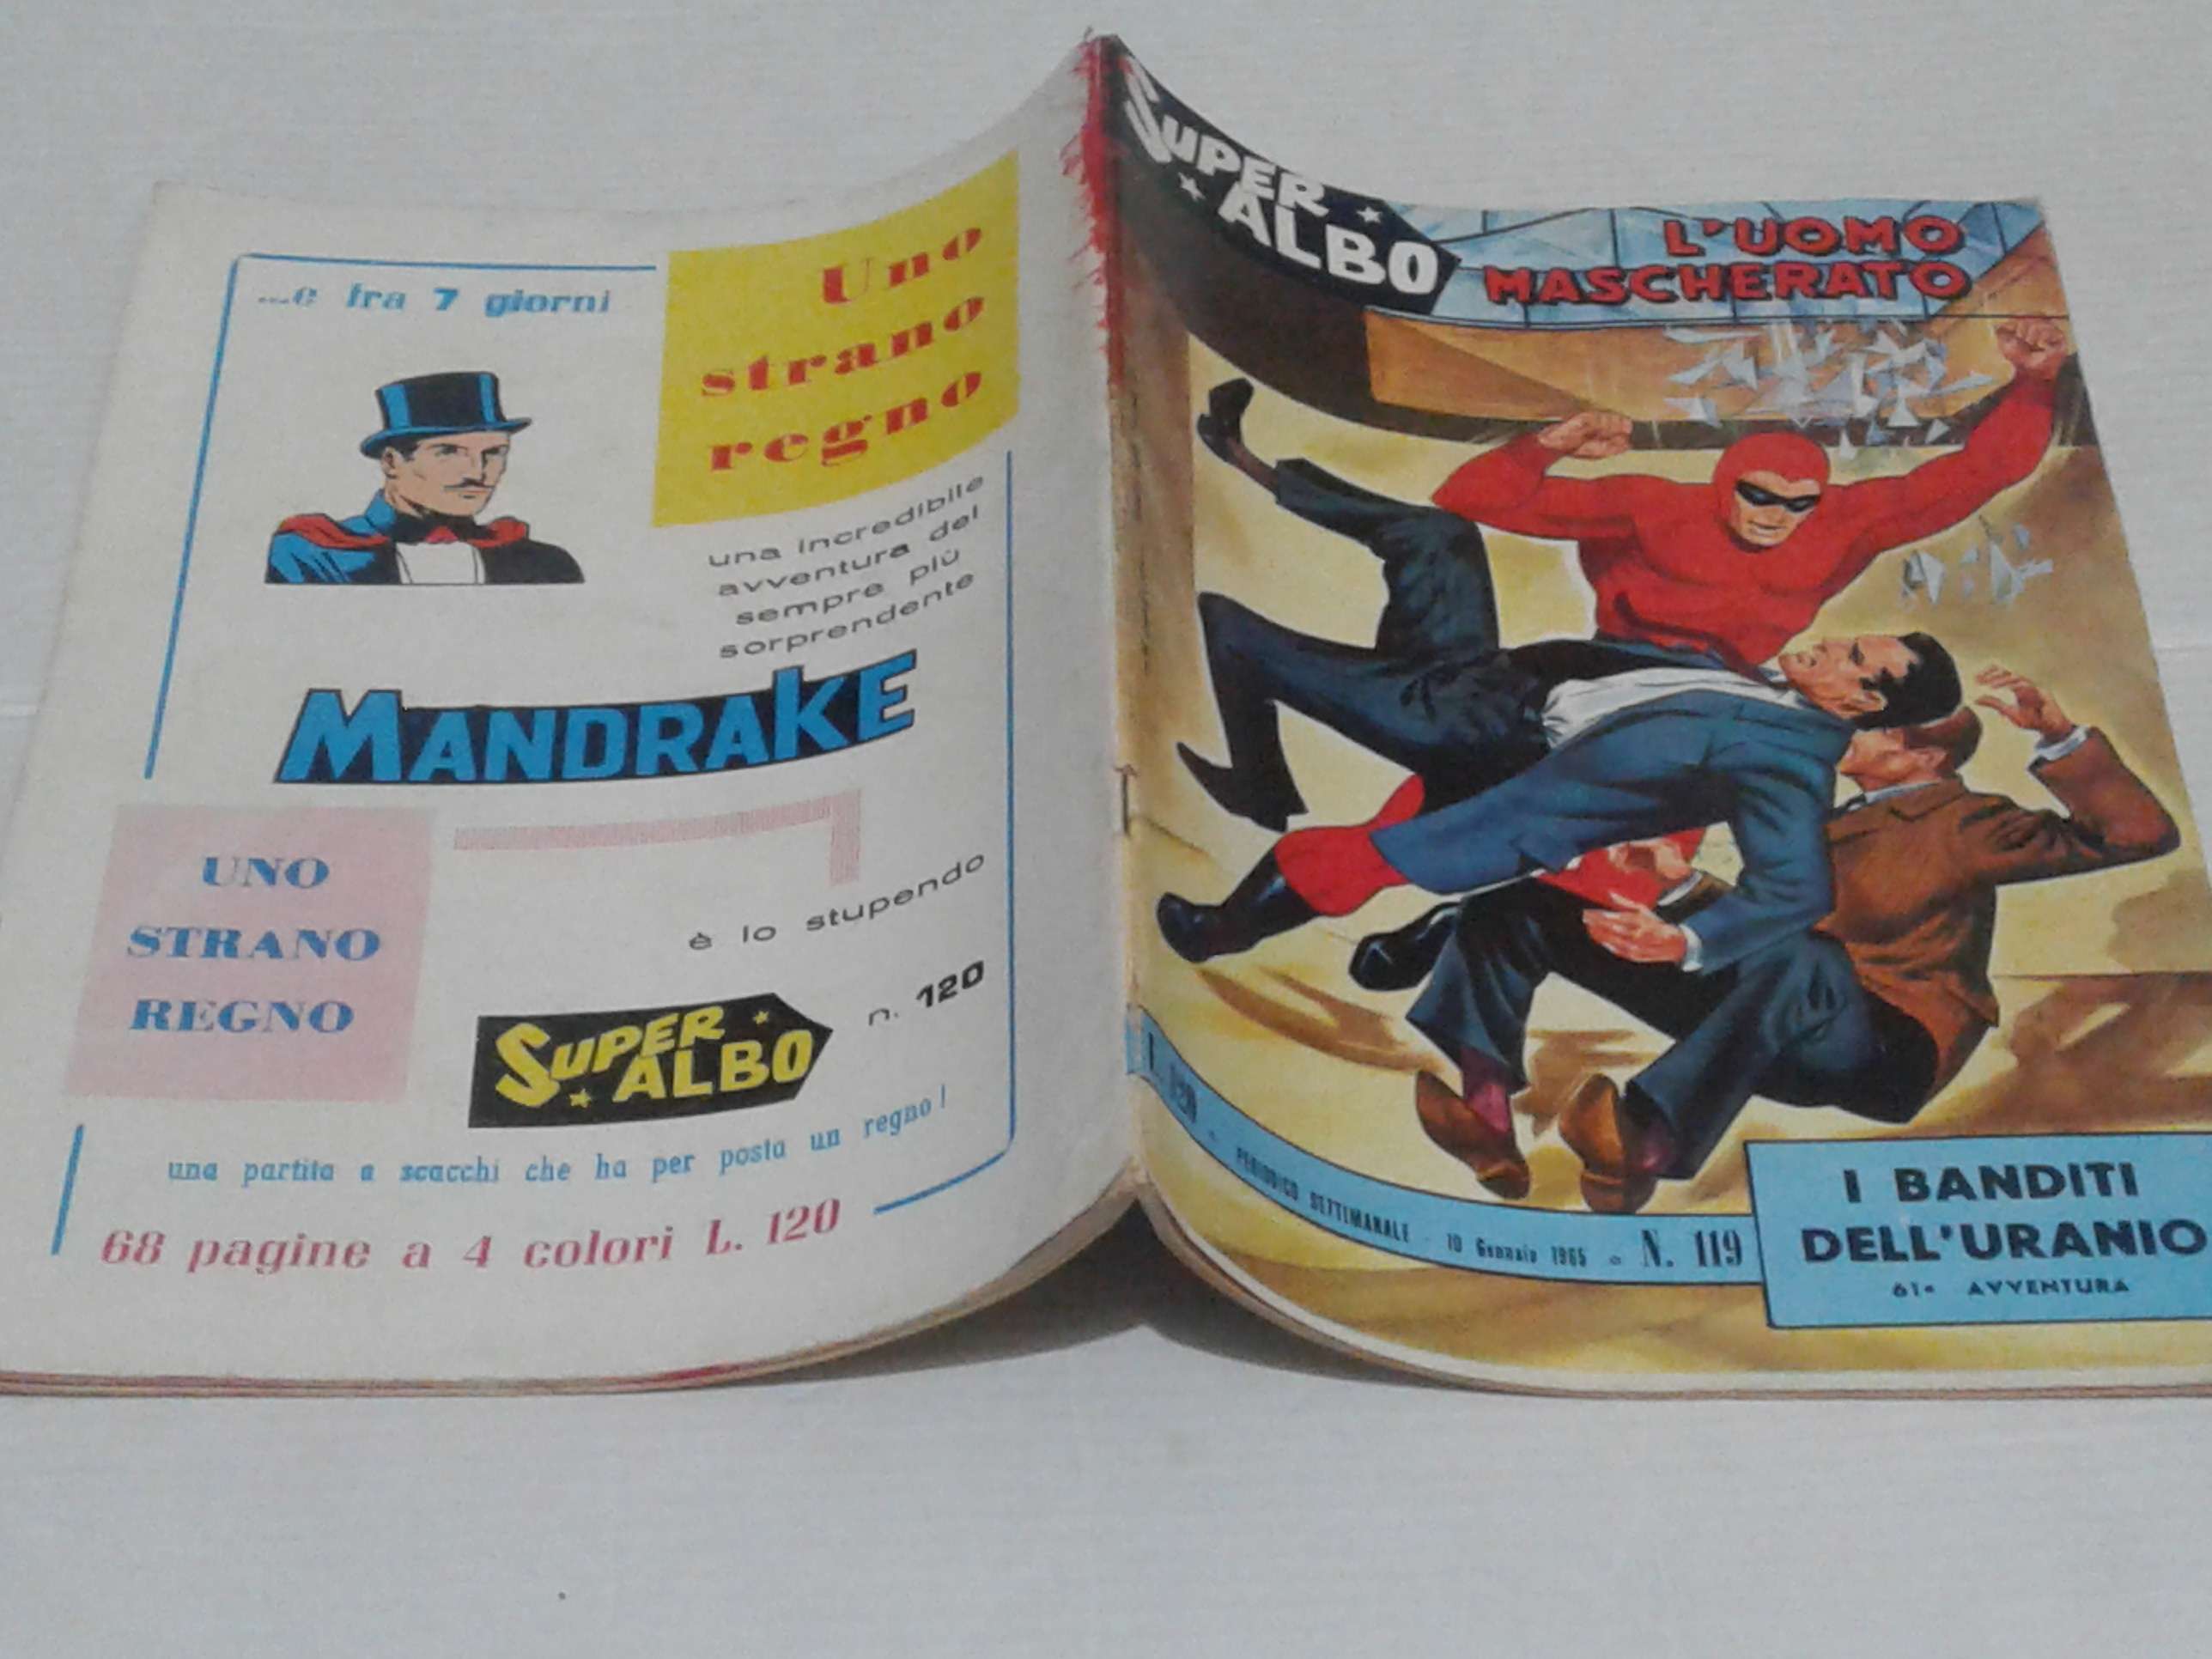 ...e fra 7 giorni
Uno
strano
regno
una incredibile
avventura del
sempre più
sorprendente
MANDRAKE
UNO
STRANO
REGNO
è lo stupendo
SUPER
ALBO
n. 120
una partita a scacchi che ha per posta un regno!
68 pagine a 4 colori L. 120
SUPER
ALBO
L'UOMO
MASCHERATO
L. 120 - PERIODICO SETTIMANALE - 10 Gennaio 1965 - N. 119
I BANDITI
DELL'URANIO
61a AVVENTURA